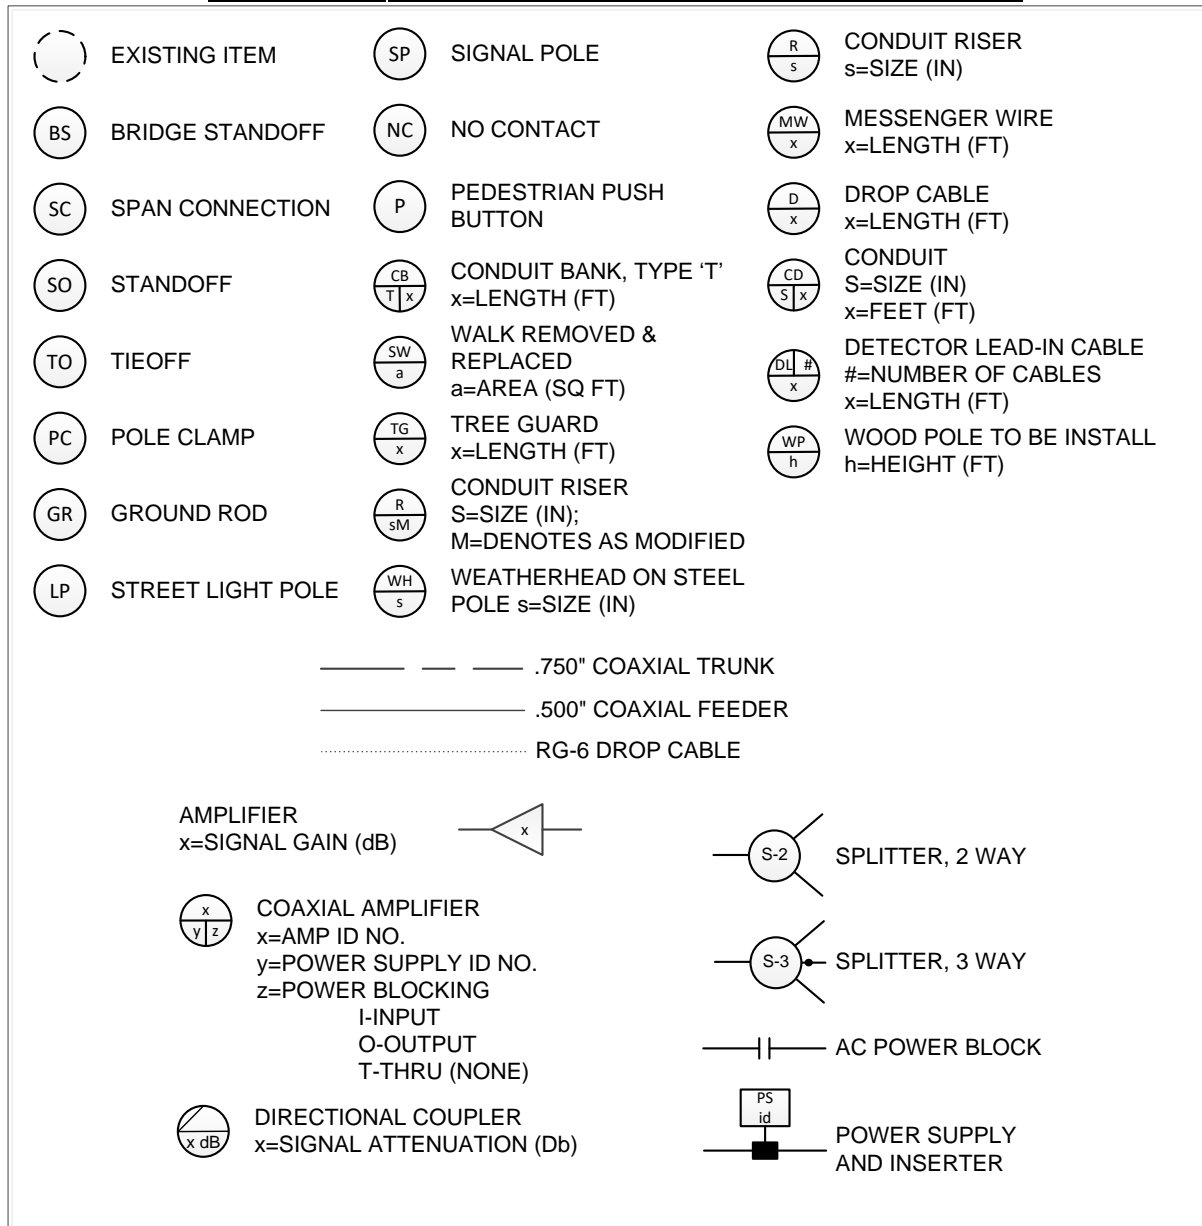 EXISTING ITEM
BS BRIDGE STANDOFF
SC SPAN CONNECTION
SO STANDOFF
TO TIEOFF
PC POLE CLAMP
GR GROUND ROD
LP STREET LIGHT POLE
SP SIGNAL POLE
NC NO CONTACT
P PEDESTRIAN PUSH
BUTTON
CB
T x
CONDUIT BANK, TYPE ‘T’
x=LENGTH (FT)
SW
a
WALK REMOVED &
REPLACED
a=AREA (SQ FT)
TG
x
TREE GUARD
x=LENGTH (FT)
R
sM
CONDUIT RISER
S=SIZE (IN);
M=DENOTES AS MODIFIED
WH
s
WEATHERHEAD ON STEEL
POLE s=SIZE (IN)
R
s
CONDUIT RISER
s=SIZE (IN)
MW
x
MESSENGER WIRE
x=LENGTH (FT)
D
x
DROP CABLE
x=LENGTH (FT)
CD
S x
CONDUIT
S=SIZE (IN)
x=FEET (FT)
DL #
x
DETECTOR LEAD-IN CABLE
#=NUMBER OF CABLES
x=LENGTH (FT)
WP
h
WOOD POLE TO BE INSTALL
h=HEIGHT (FT)
.750" COAXIAL TRUNK
.500" COAXIAL FEEDER
RG-6 DROP CABLE
AMPLIFIER
x=SIGNAL GAIN (dB)
x
x
y z
COAXIAL AMPLIFIER
x=AMP ID NO.
y=POWER SUPPLY ID NO.
z=POWER BLOCKING
I-INPUT
O-OUTPUT
T-THRU (NONE)
x dB
DIRECTIONAL COUPLER
x=SIGNAL ATTENUATION (Db)
S-2 SPLITTER, 2 WAY
S-3 SPLITTER, 3 WAY
AC POWER BLOCK
PS
id
POWER SUPPLY
AND INSERTER